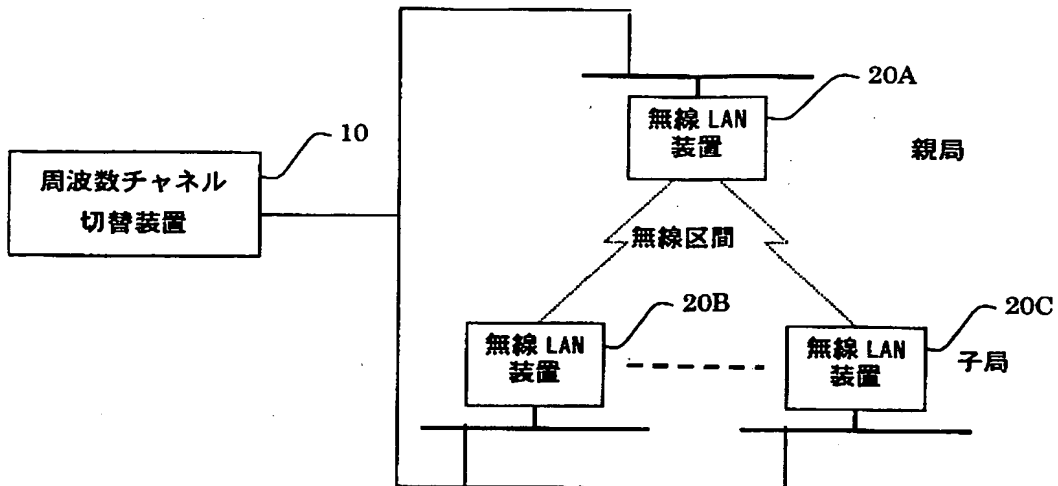 20A
無線 LAN
装置
親局
10
周波数チャネル
切替装置
無線区間
20B
20C
無線 LAN
装置
無線 LAN
装置
子局